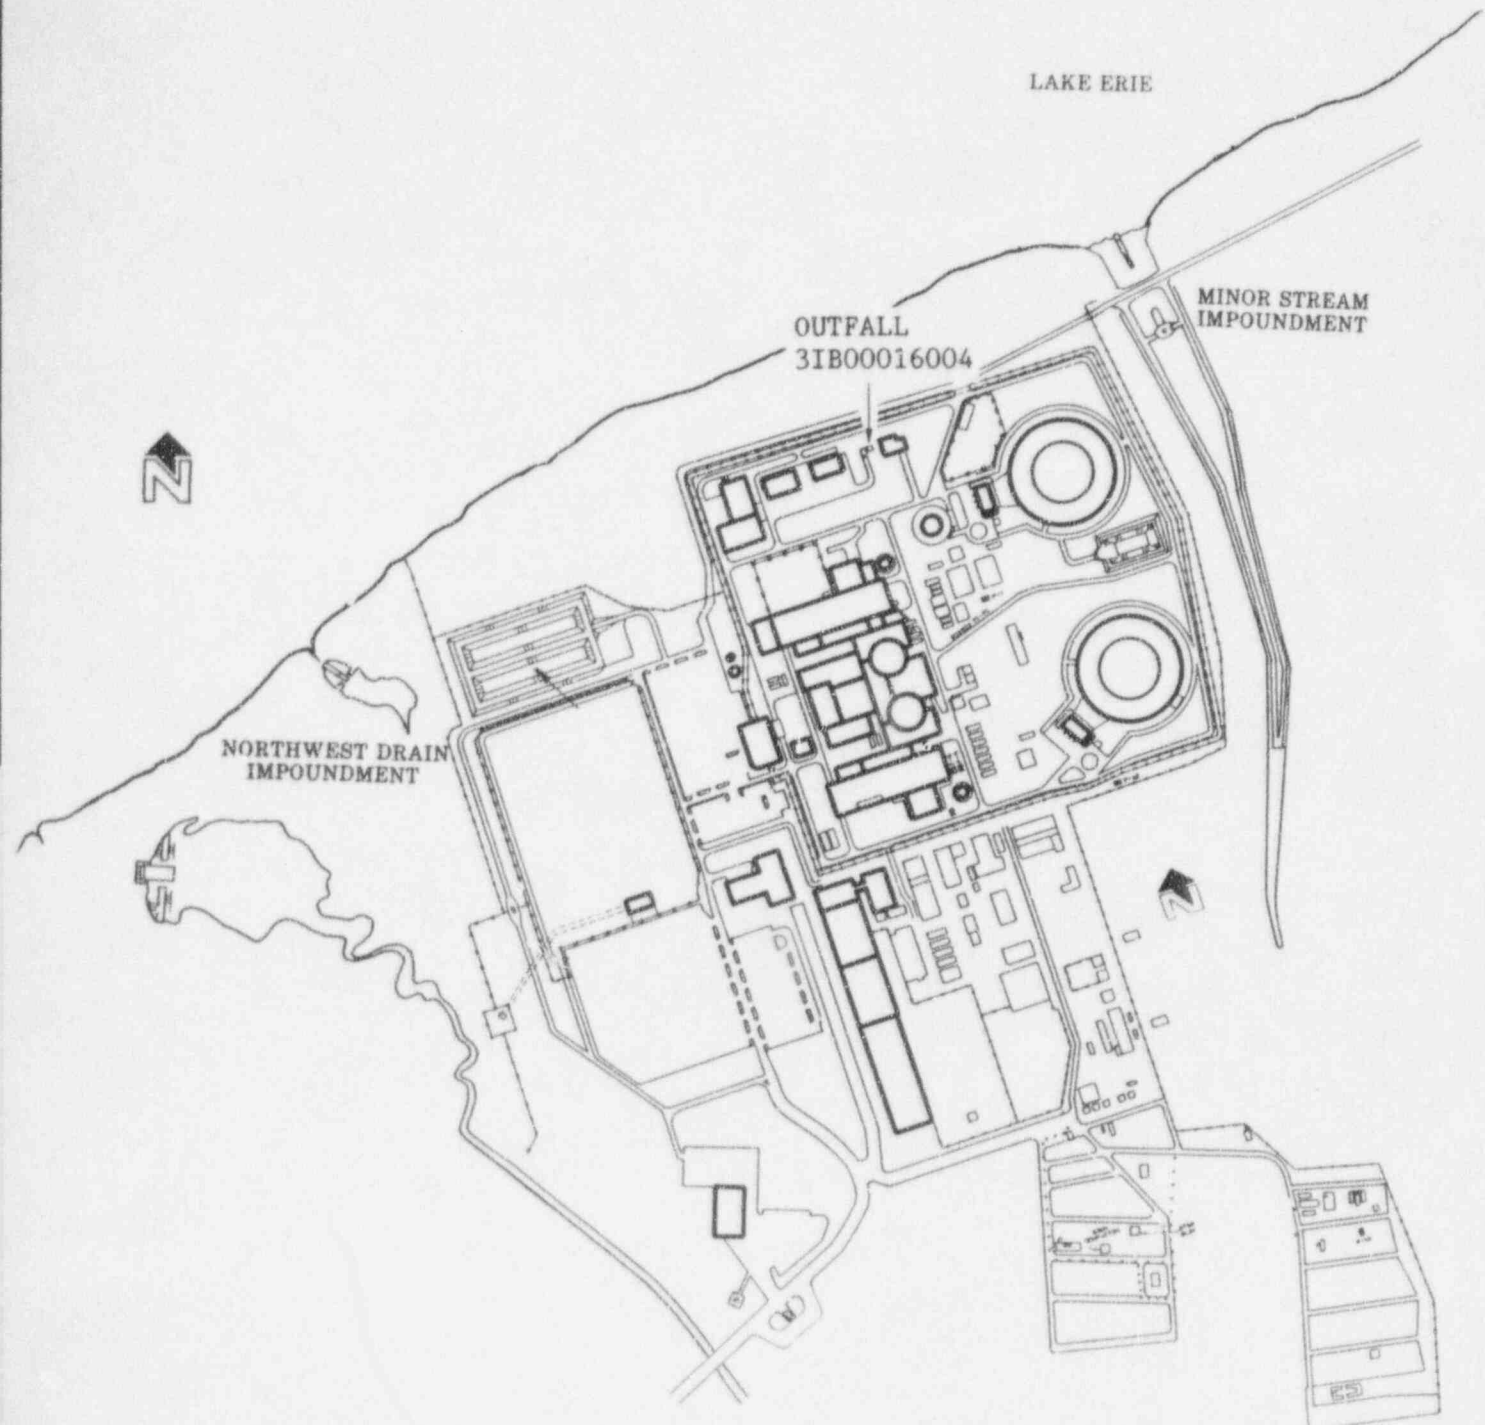 LAKE ERIE
MINOR STREAM
IMPOUNDMENT
OUTFALL
3IB00016004
N
NORTHWEST DRAIN
IMPOUNDMENT
N